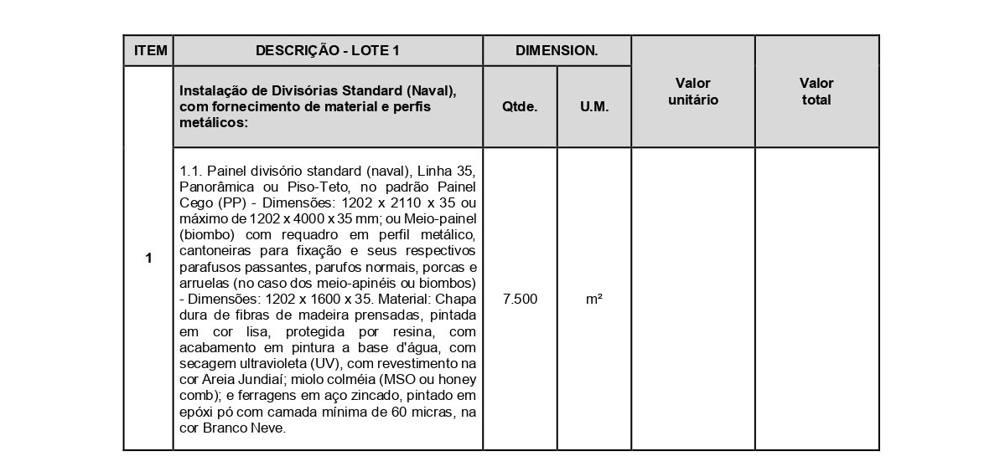 ITEM DESCRIÇÃO - LOTE 1 DIMENSION. Valor unitário Valor total
Instalação de Divisórias Standard (Naval),
com fornecimento de material e perfis
metálicos:
Qtde. U.M.
1
1.1. Painel divisório standard (naval), Linha 35,
Panorâmica ou Piso-Teto, no padrão Painel
Cego (PP) - Dimensões: 1202 x 2110 x 35 ou
máximo de 1202 x 4000 x 35 mm; ou Meio-painel
(biombo) com requadro em perfil metálico,
cantoneiras para fixação e seus respectivos
parafusos passantes, parufos normais, porcas e
arruelas (no caso dos meio-apinéis ou biombos)
- Dimensões: 1202 x 1600 x 35. Material: Chapa
dura de fibras de madeira prensadas, pintada
em cor lisa, protegida por resina, com
acabamento em pintura a base d'água, com
secagem ultravioleta (UV), com revestimento na
cor Areia Jundiaí; miolo colméia (MSO ou honey
comb); e ferragens em aço zincado, pintado em
epóxi pó com camada mínima de 60 micras, na
cor Branco Neve.
7.500 m²